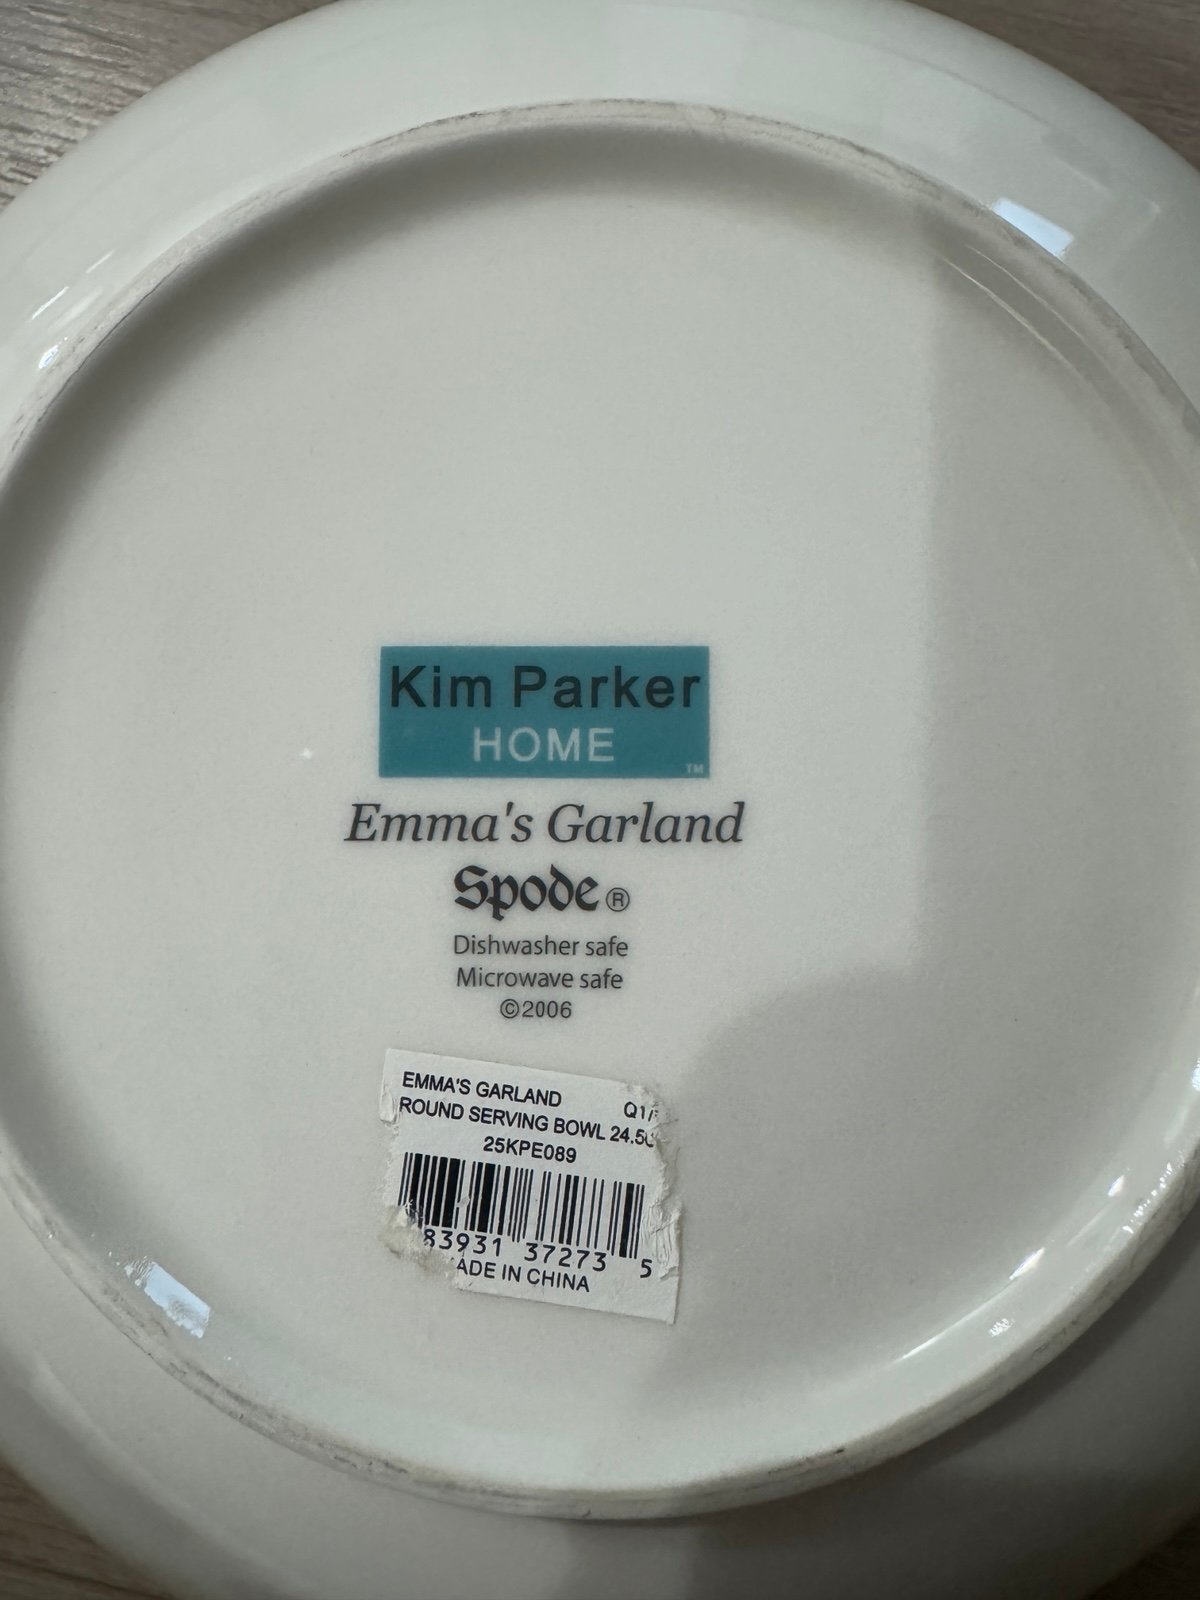 Kim Parker
HOME
TM
Emma's Garland
Spode ®
Dishwasher safe
Microwave safe
©2006
EMMA'S GARLAND Q1/
ROUND SERVING BOWL 24.5
25KPE089
83931 37273 5
ADE IN CHINA